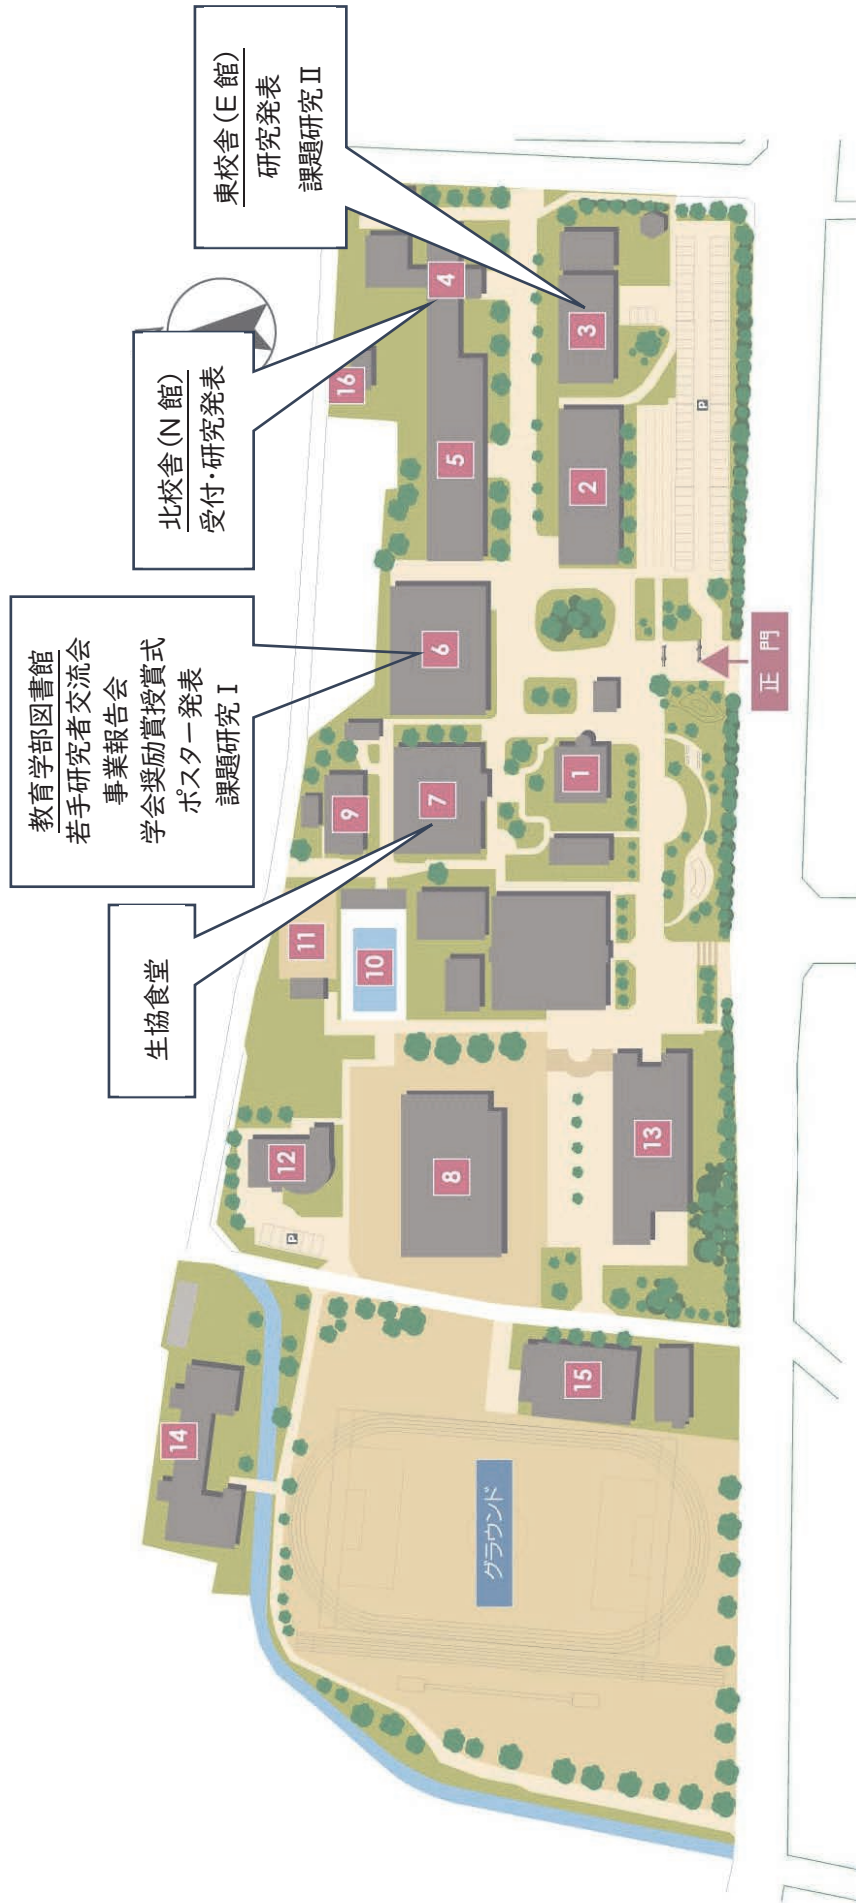 生協食堂
教育学部図書館
若手研究者交流会
事業報告会
学会奨励賞授賞式
ポスター発表
課題研究Ⅰ
北校舎(N館)
受付・研究発表
東校舎(E館)
研究発表
課題研究Ⅱ
14
12
11
9
16
10
グラウンド
15
8
7
6
5
4
13
1
2
3
P
P
正門